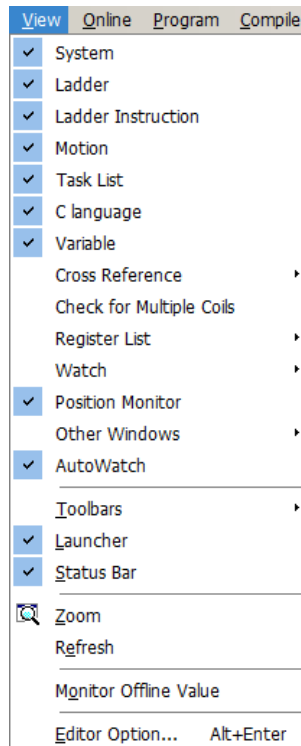 View Online Program Compile
System
Ladder
Ladder Instruction
Motion
Task List
C language
Variable
Cross Reference
Check for Multiple Coils
Register List
Watch
Position Monitor
Other Windows
AutoWatch
Toolbars
Launcher
Status Bar
Zoom
Refresh
Monitor Offline Value
Editor Option... Alt+Enter